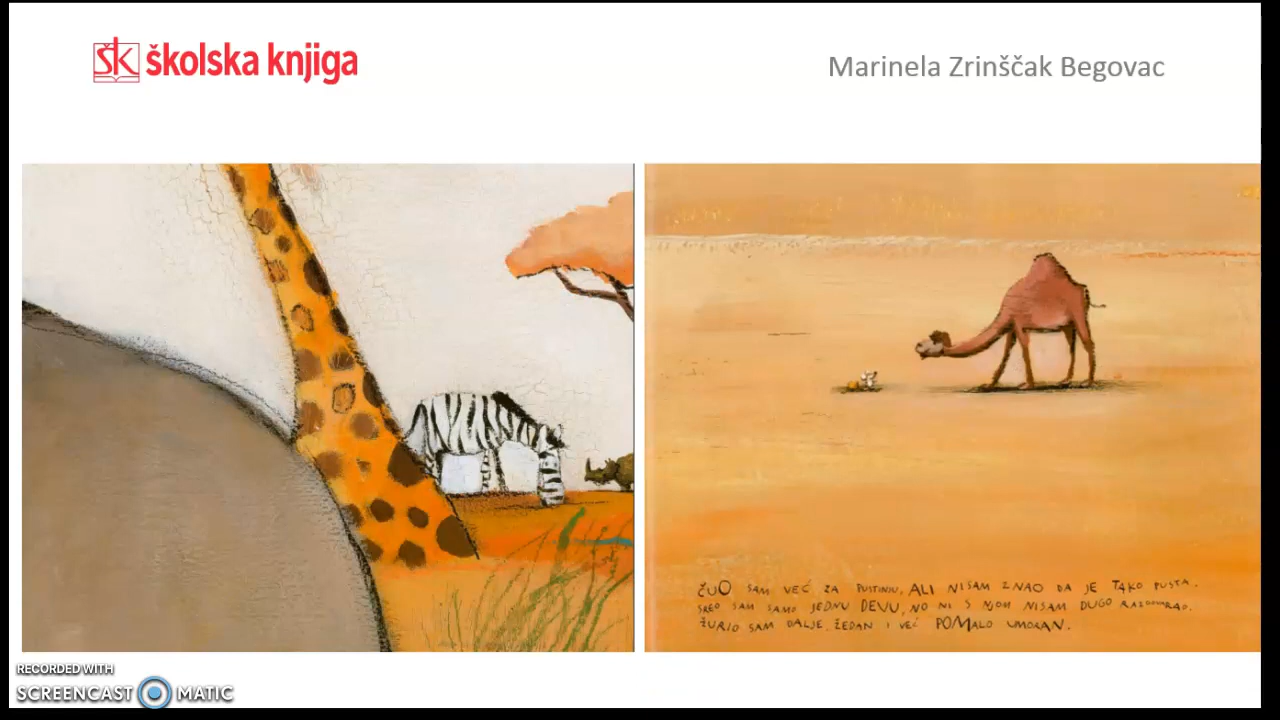 ŠK školska knjiga
Marinela Zrinščak Begovac
ČUO SAM VEĆ ZA PUSTINJU, ALI NISAM ZNAO DA JE TAKO PUSTA.
SREO SAM SAMO JEDNU DEVU, NO NI S NJOM NISAM DUGO RAZGOVARAO.
ŽURIO SAM DALJE, ŽEDAN I VEĆ POMALO UMORAN.
RECORDED WITH
SCREENCAST MATIC